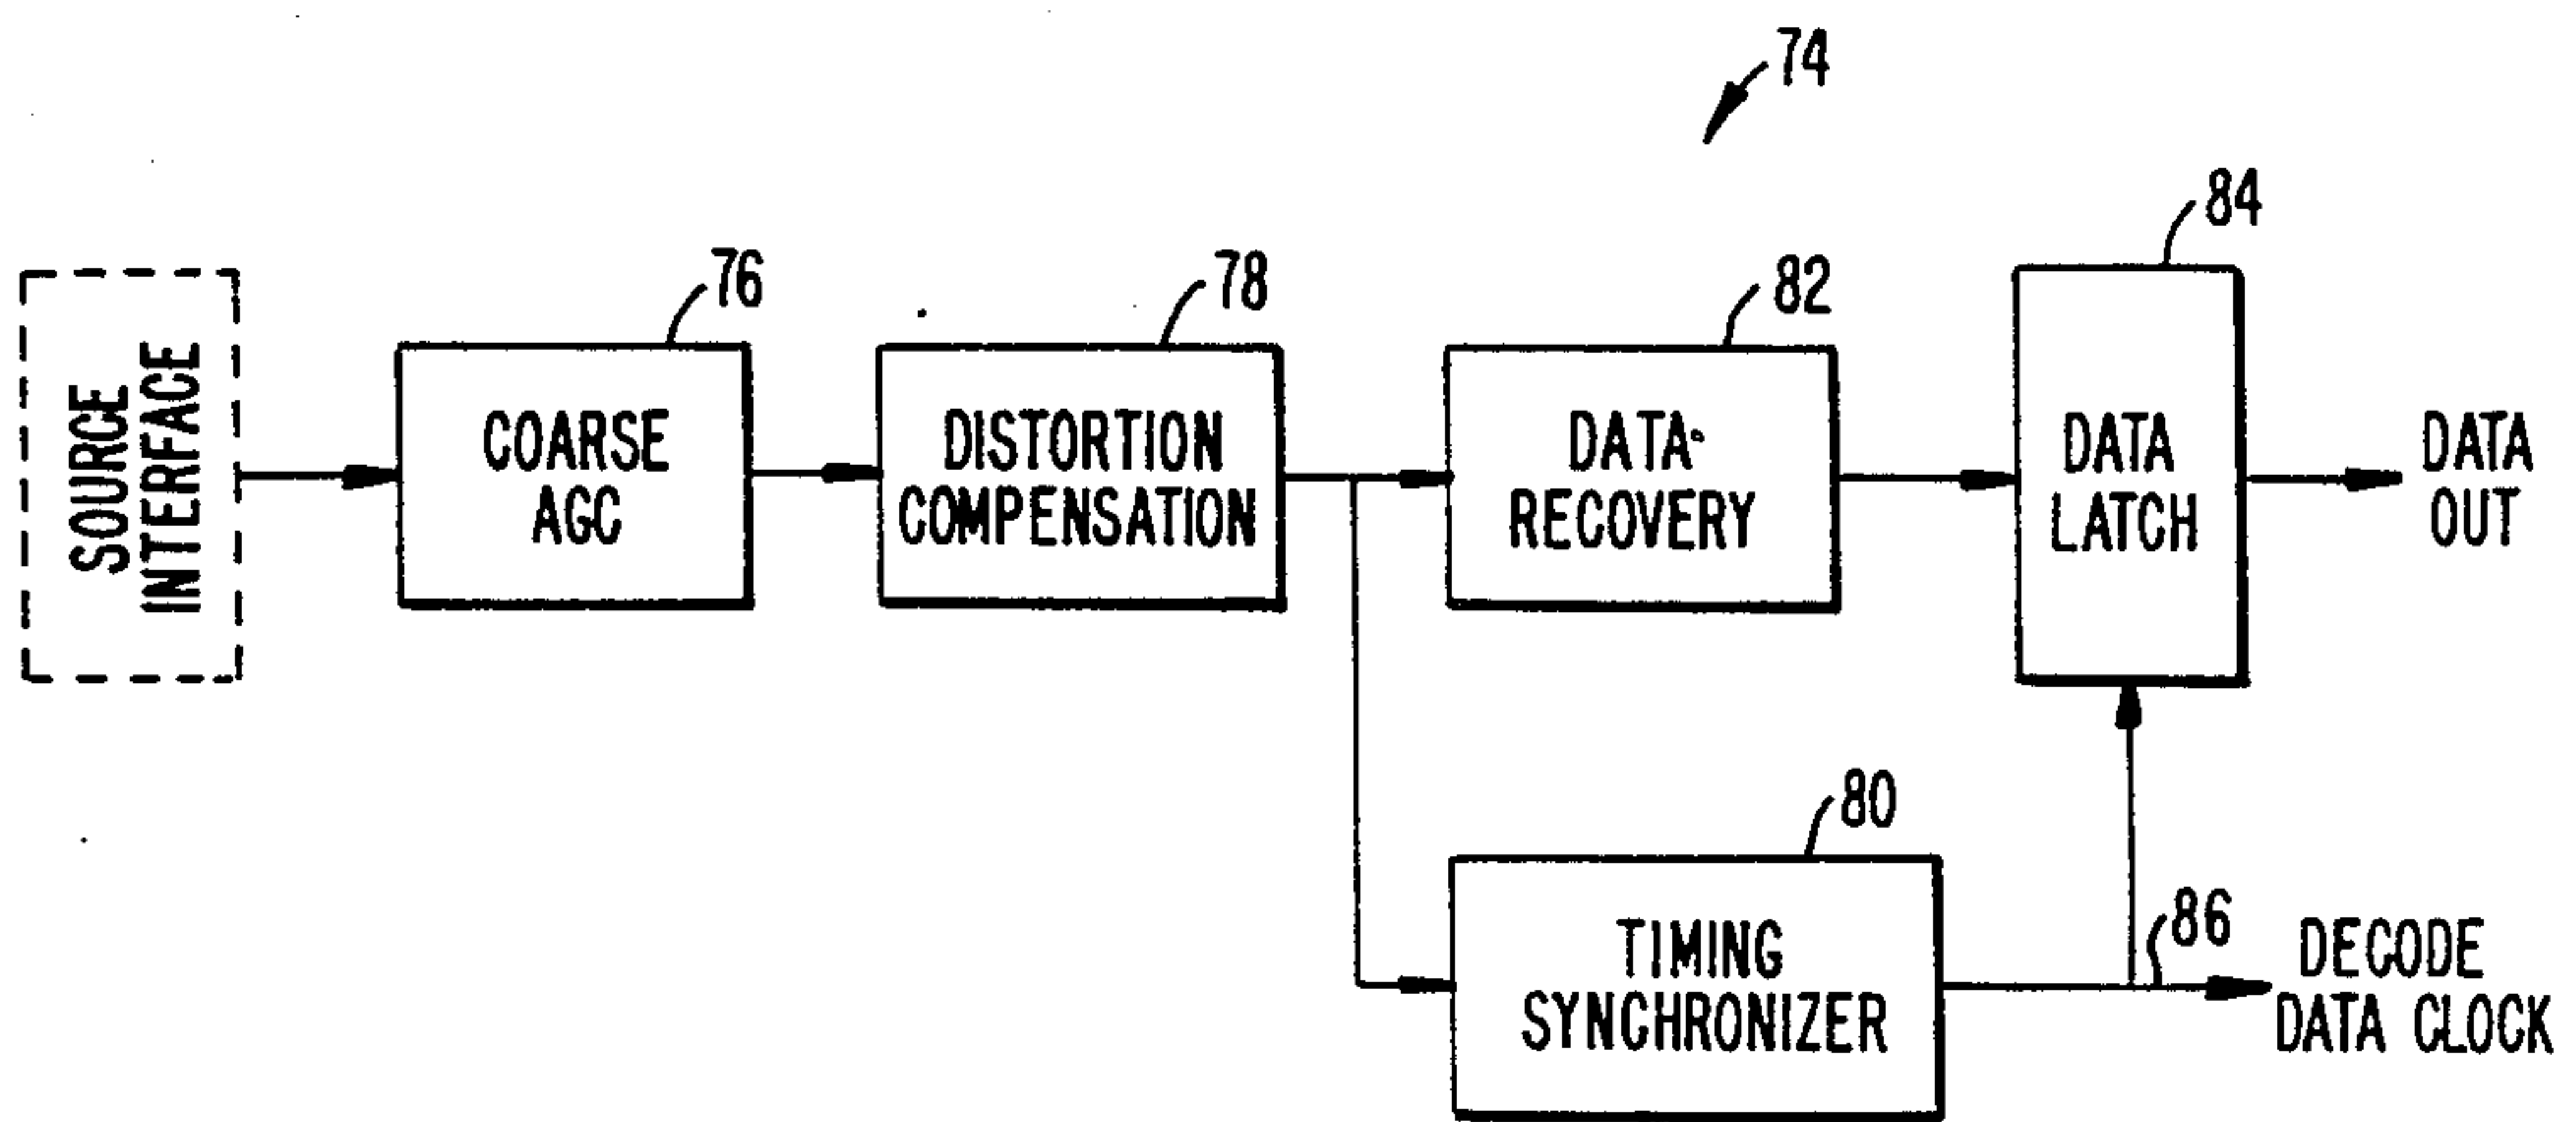 74
84
76
78
82
SOURCE
INTERFACE
COARSE
AGC
DISTORTION
COMPENSATION
DATA
RECOVERY
DATA
LATCH
DATA
OUT
80
86
TIMING
SYNCHRONIZER
DECODE
DATA CLOCK